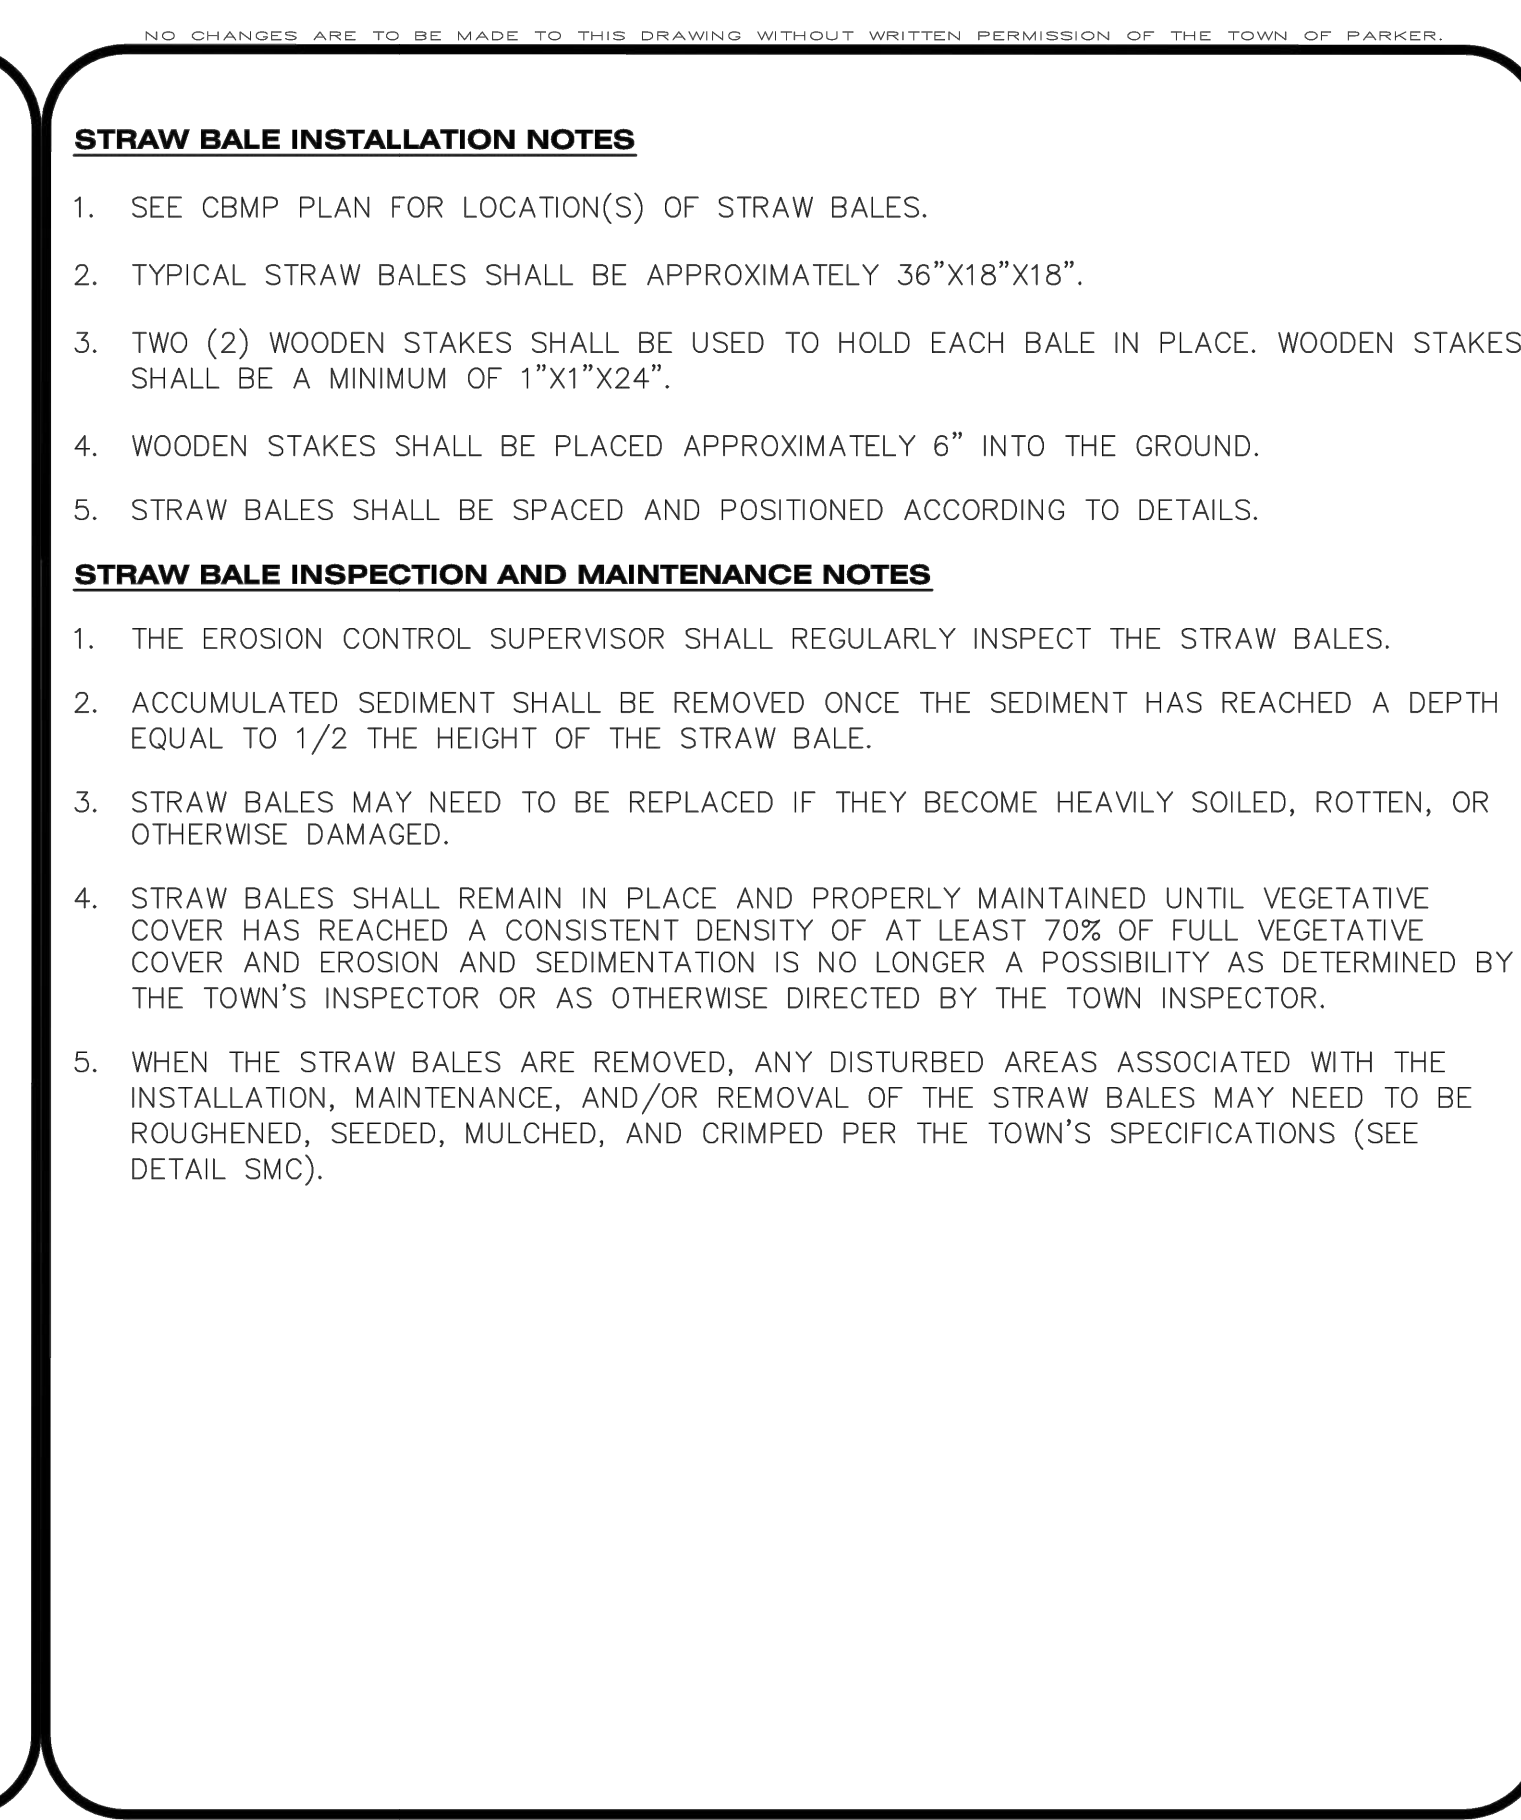 NO CHANGES ARE TO BE MADE TO THIS DRAWING WITHOUT WRITTEN PERMISSION OF THE TOWN OF PARKER.
STRAW BALE INSTALLATION NOTES
1. SEE CBMP PLAN FOR LOCATION(S) OF STRAW BALES.
2. TYPICAL STRAW BALES SHALL BE APPROXIMATELY 36”X18”X18”.
3. TWO (2) WOODEN STAKES SHALL BE USED TO HOLD EACH BALE IN PLACE. WOODEN STAKES
SHALL BE A MINIMUM OF 1”X1”X24”.
4. WOODEN STAKES SHALL BE PLACED APPROXIMATELY 6” INTO THE GROUND.
5. STRAW BALES SHALL BE SPACED AND POSITIONED ACCORDING TO DETAILS.
STRAW BALE INSPECTION AND MAINTENANCE NOTES
1. THE EROSION CONTROL SUPERVISOR SHALL REGULARLY INSPECT THE STRAW BALES.
2. ACCUMULATED SEDIMENT SHALL BE REMOVED ONCE THE SEDIMENT HAS REACHED A DEPTH
EQUAL TO 1/2 THE HEIGHT OF THE STRAW BALE.
3. STRAW BALES MAY NEED TO BE REPLACED IF THEY BECOME HEAVILY SOILED, ROTTEN, OR
OTHERWISE DAMAGED.
4. STRAW BALES SHALL REMAIN IN PLACE AND PROPERLY MAINTAINED UNTIL VEGETATIVE
COVER HAS REACHED A CONSISTENT DENSITY OF AT LEAST 70% OF FULL VEGETATIVE
COVER AND EROSION AND SEDIMENTATION IS NO LONGER A POSSIBILITY AS DETERMINED BY
THE TOWN’S INSPECTOR OR AS OTHERWISE DIRECTED BY THE TOWN INSPECTOR.
5. WHEN THE STRAW BALES ARE REMOVED, ANY DISTURBED AREAS ASSOCIATED WITH THE
INSTALLATION, MAINTENANCE, AND/OR REMOVAL OF THE STRAW BALES MAY NEED TO BE
ROUGHENED, SEEDED, MULCHED, AND CRIMPED PER THE TOWN’S SPECIFICATIONS (SEE
DETAIL SMC).